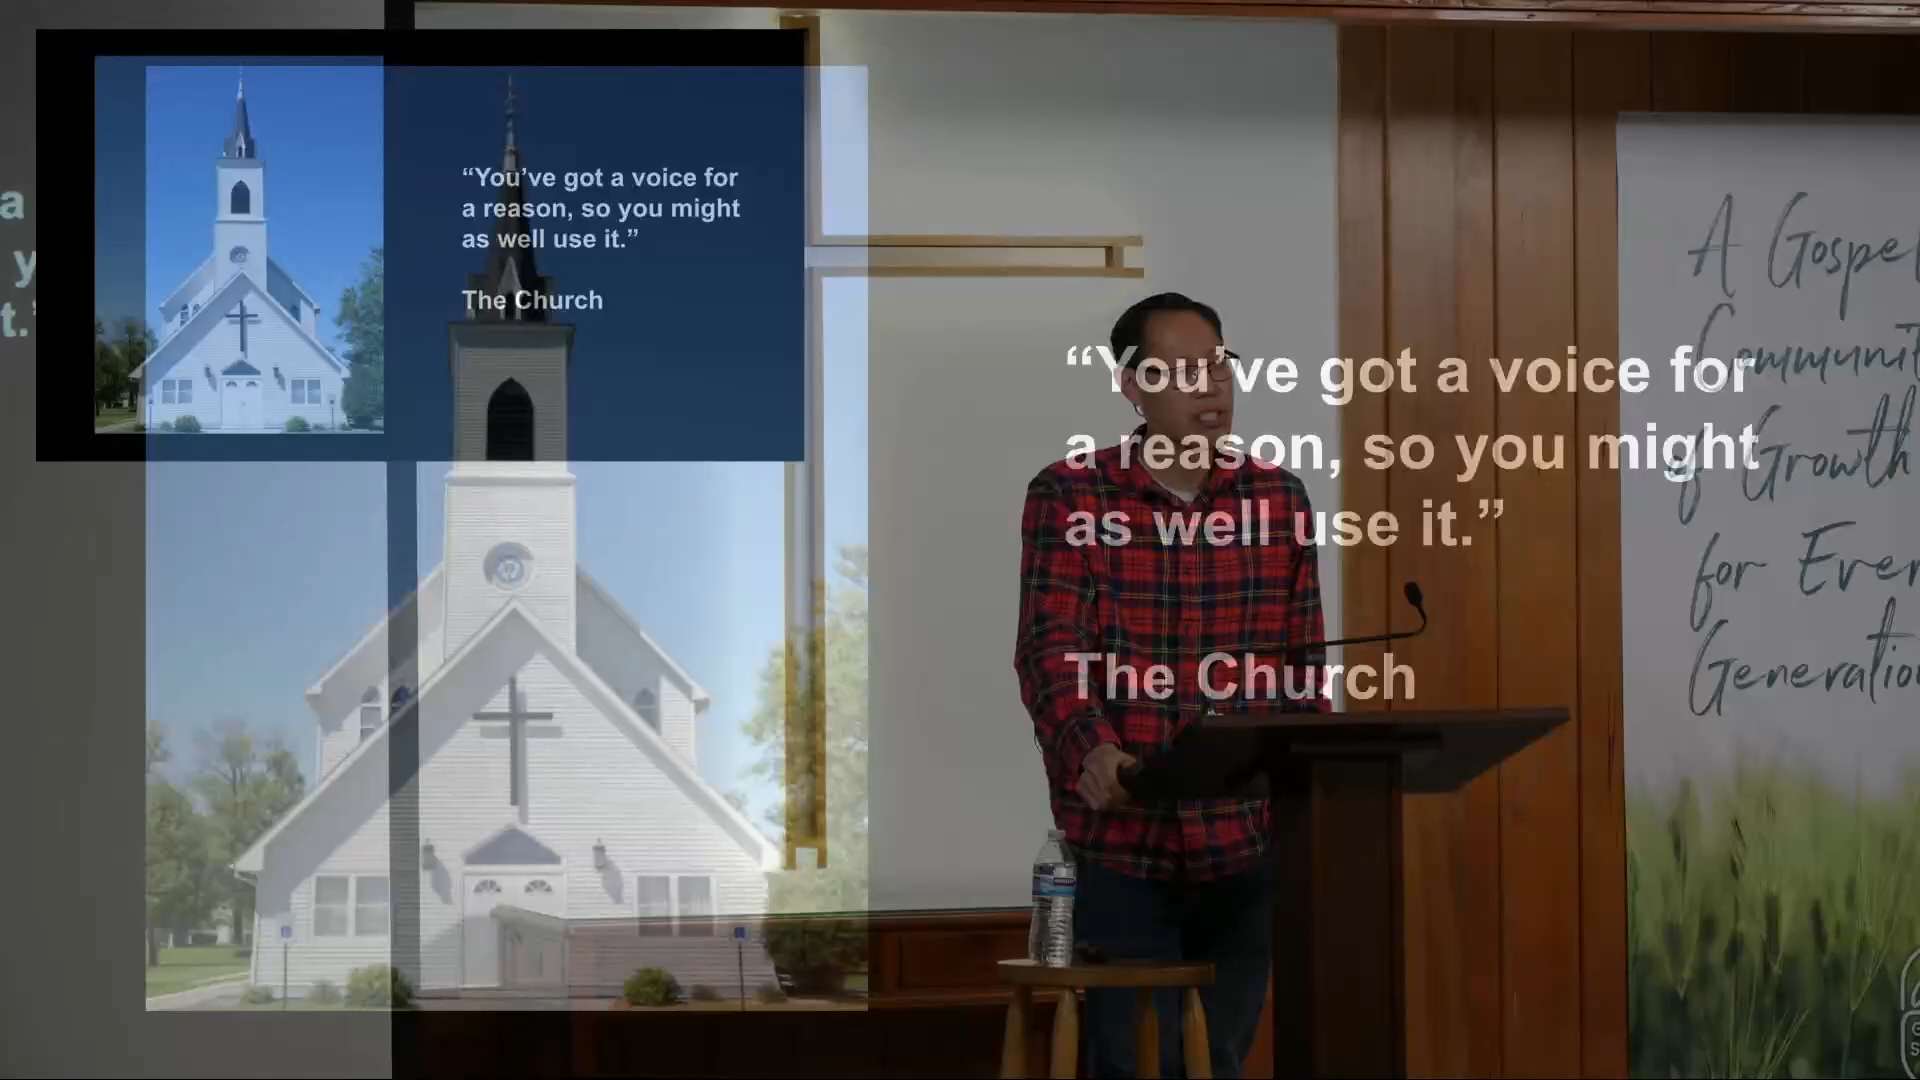 “You’ve got a voice for
a reason, so you might
as well use it.”
The Church
a
y
t.”
“You’ve got a voice for
a reason, so you might
as well use it.”
The Church
A Gospel
Communit
of Growth
for Ever
Generatio